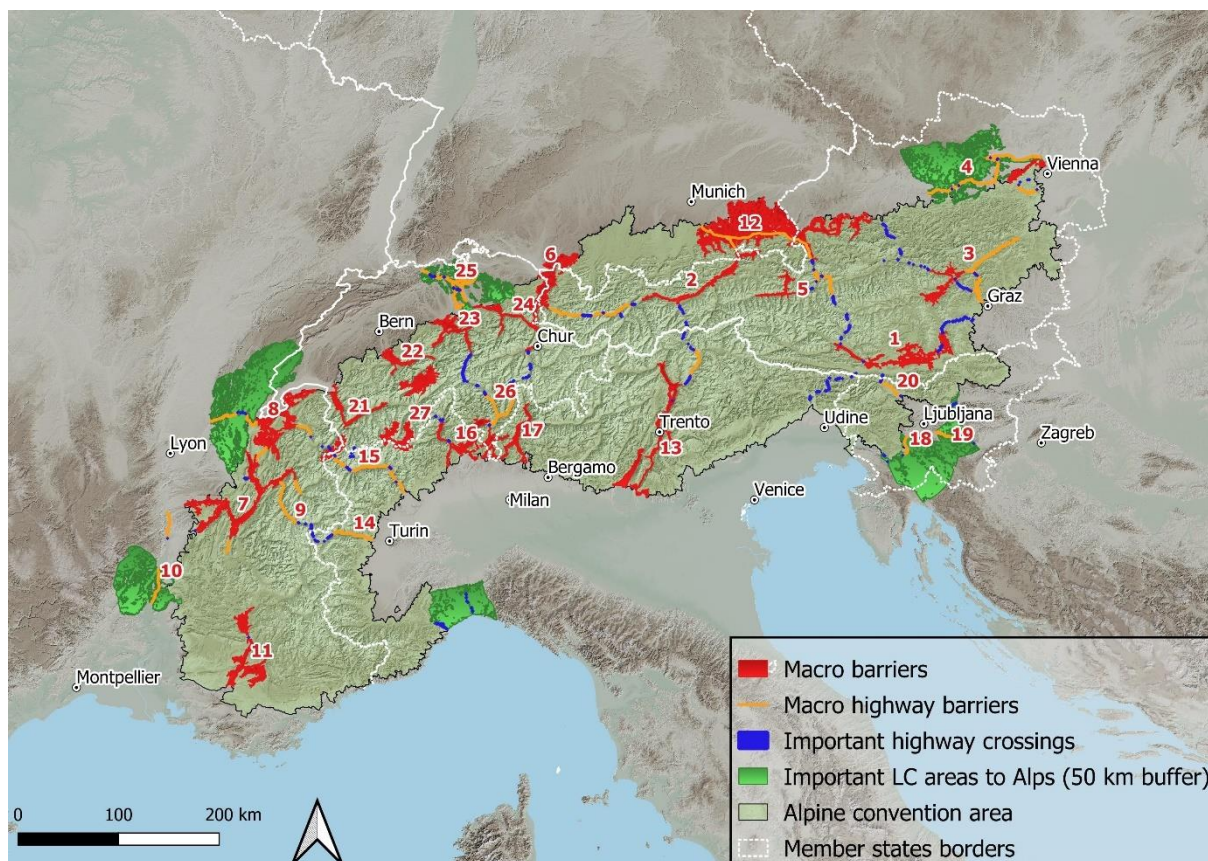 4
Vienna
Munich
12
3
6
2
25
5
Graz
24
Bern
23
Chur
1
22
20
26
8
21
27
Ljubljana
Lyon
16
17
Trento
Udine
18
19
Zagreb
15
13
Bergamo
7
9
Milan
Venice
14
Turin
10
11
Montpellier
Macro barriers
Macro highway barriers
Important highway crossings
Important LC areas to Alps (50 km buffer)
Alpine convention area
Member states borders
0 100 200 km